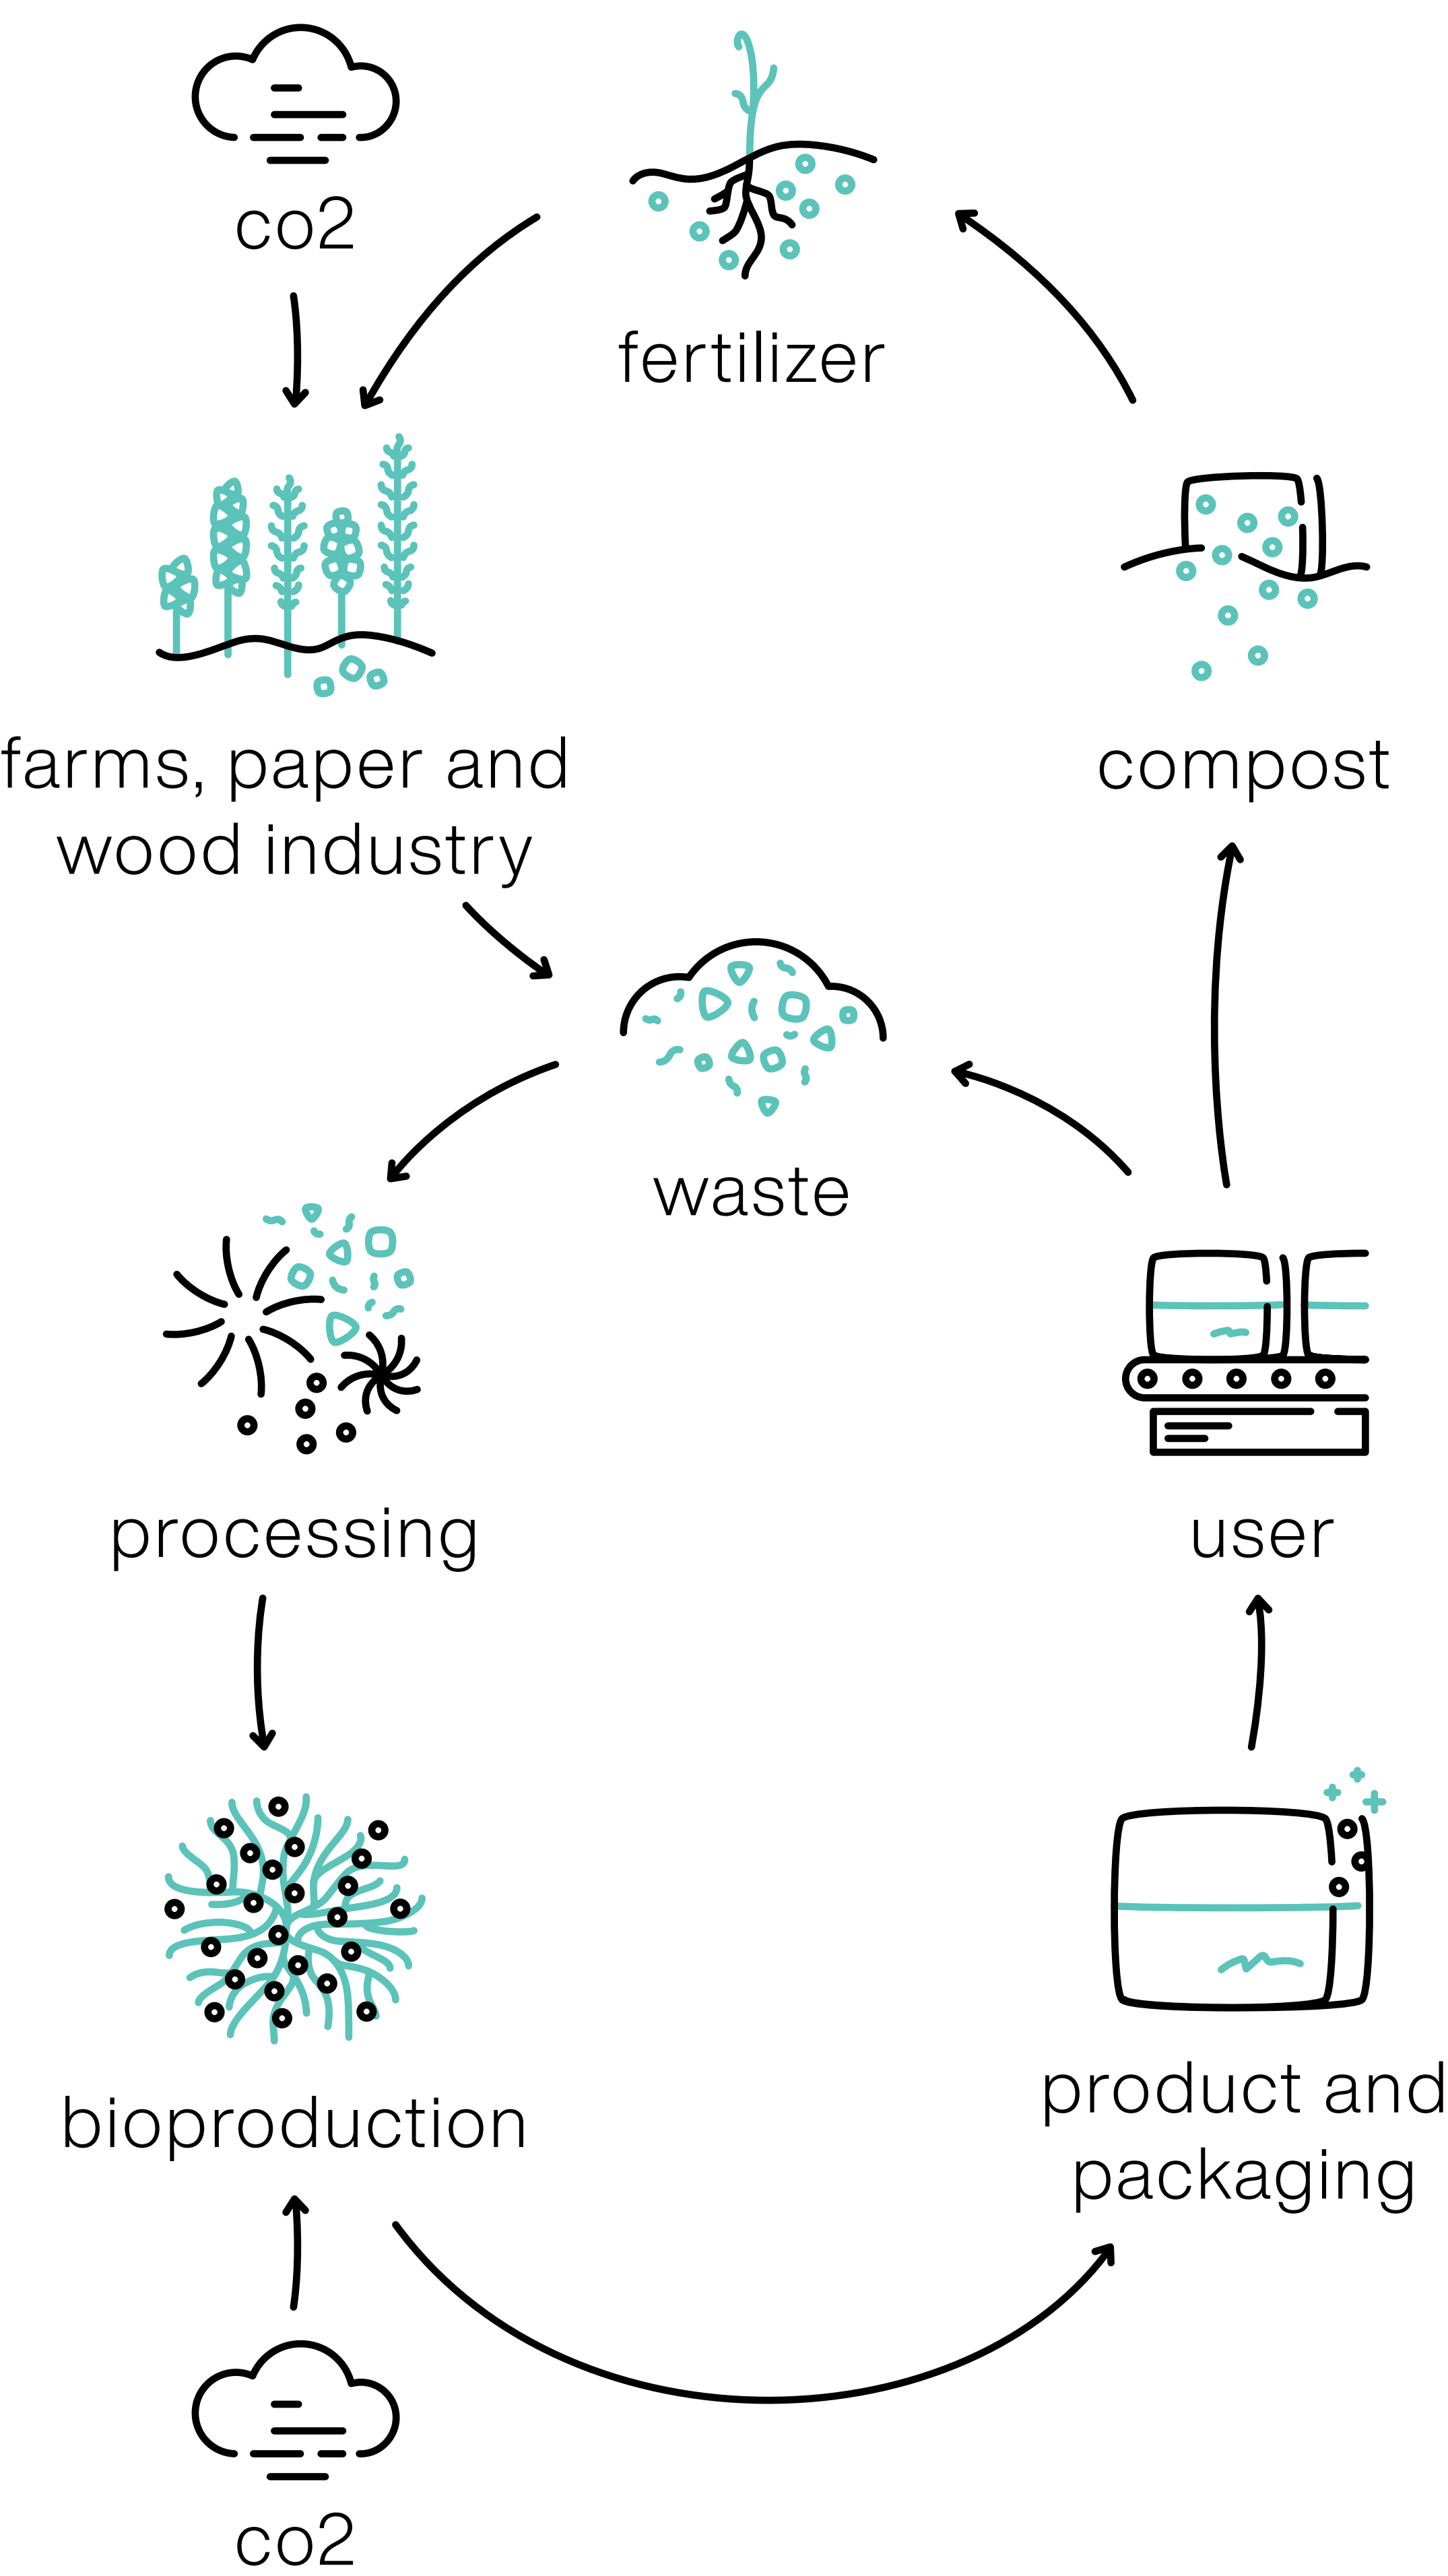 co2
fertilizer
farms, paper and
wood industry
compost
waste
processing
user
bioproduction
product and
packaging
co2